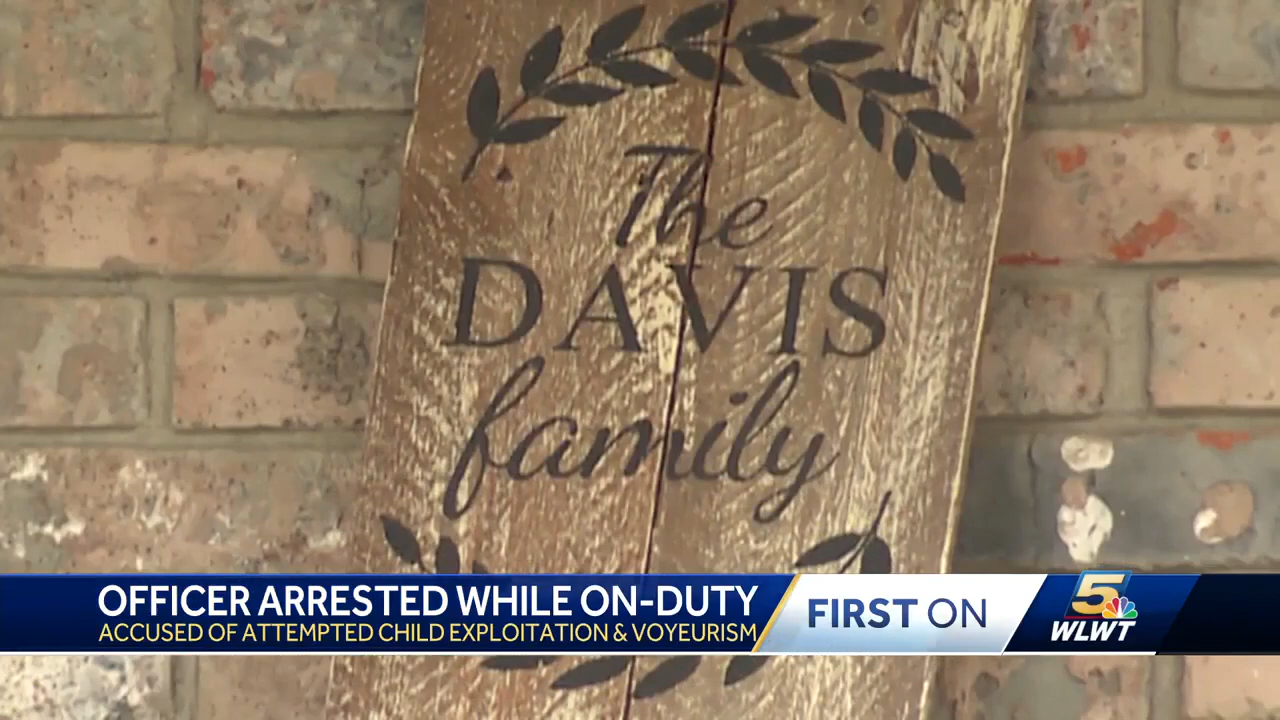 The
DAVIS
family
OFFICER ARRESTED WHILE ON-DUTY
ACCUSED OF ATTEMPTED CHILD EXPLOITATION & VOYEURISM
FIRST ON
5
WLWT